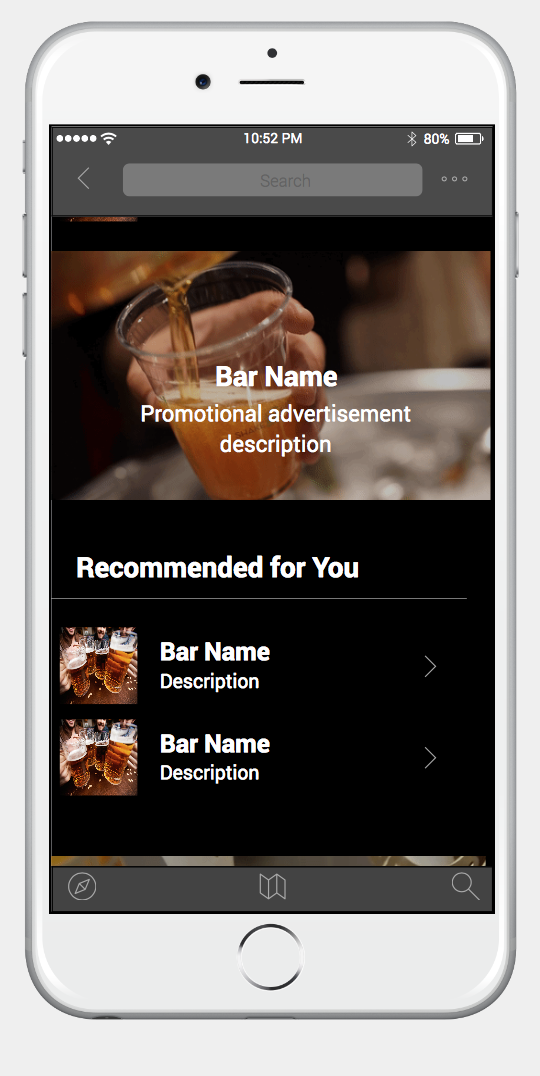 10:52 PM
80%
Search
Bar Name
Promotional advertisement
description
Recommended for You
Bar Name
Description
Bar Name
Description